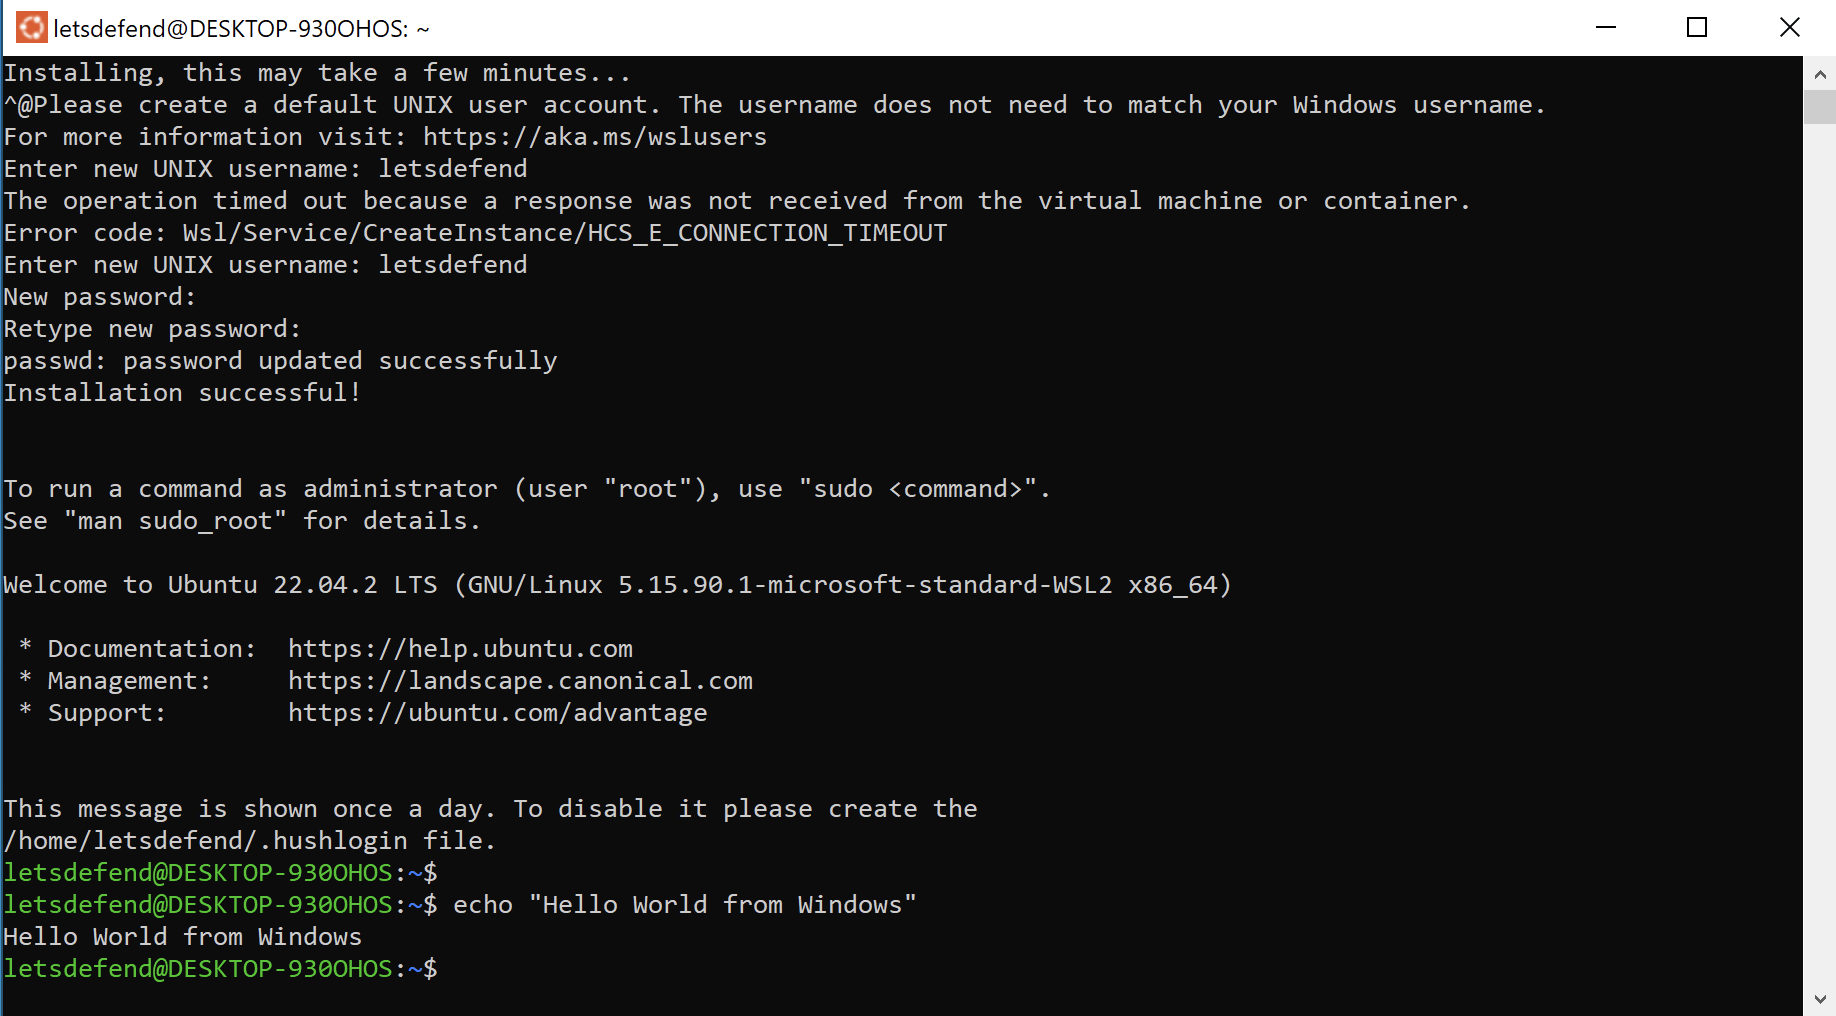 letsdefend@DESKTOP-930OHOS: ~
Installing, this may take a few minutes...
^@Please create a default UNIX user account. The username does not need to match your Windows username.
For more information visit: https://aka.ms/wslusers
Enter new UNIX username: letsdefend
The operation timed out because a response was not received from the virtual machine or container.
Error code: Wsl/Service/CreateInstance/HCS_E_CONNECTION_TIMEOUT
Enter new UNIX username: letsdefend
New password:
Retype new password:
passwd: password updated successfully
Installation successful!
To run a command as administrator (user "root"), use "sudo <command>".
See "man sudo_root" for details.
Welcome to Ubuntu 22.04.2 LTS (GNU/Linux 5.15.90.1-microsoft-standard-WSL2 x86_64)
* Documentation:  https://help.ubuntu.com
* Management:     https://landscape.canonical.com
* Support:        https://ubuntu.com/advantage
This message is shown once a day. To disable it please create the
/home/letsdefend/.hushlogin file.
letsdefend@DESKTOP-930OHOS:~$
letsdefend@DESKTOP-930OHOS:~$ echo "Hello World from Windows"
Hello World from Windows
letsdefend@DESKTOP-930OHOS:~$